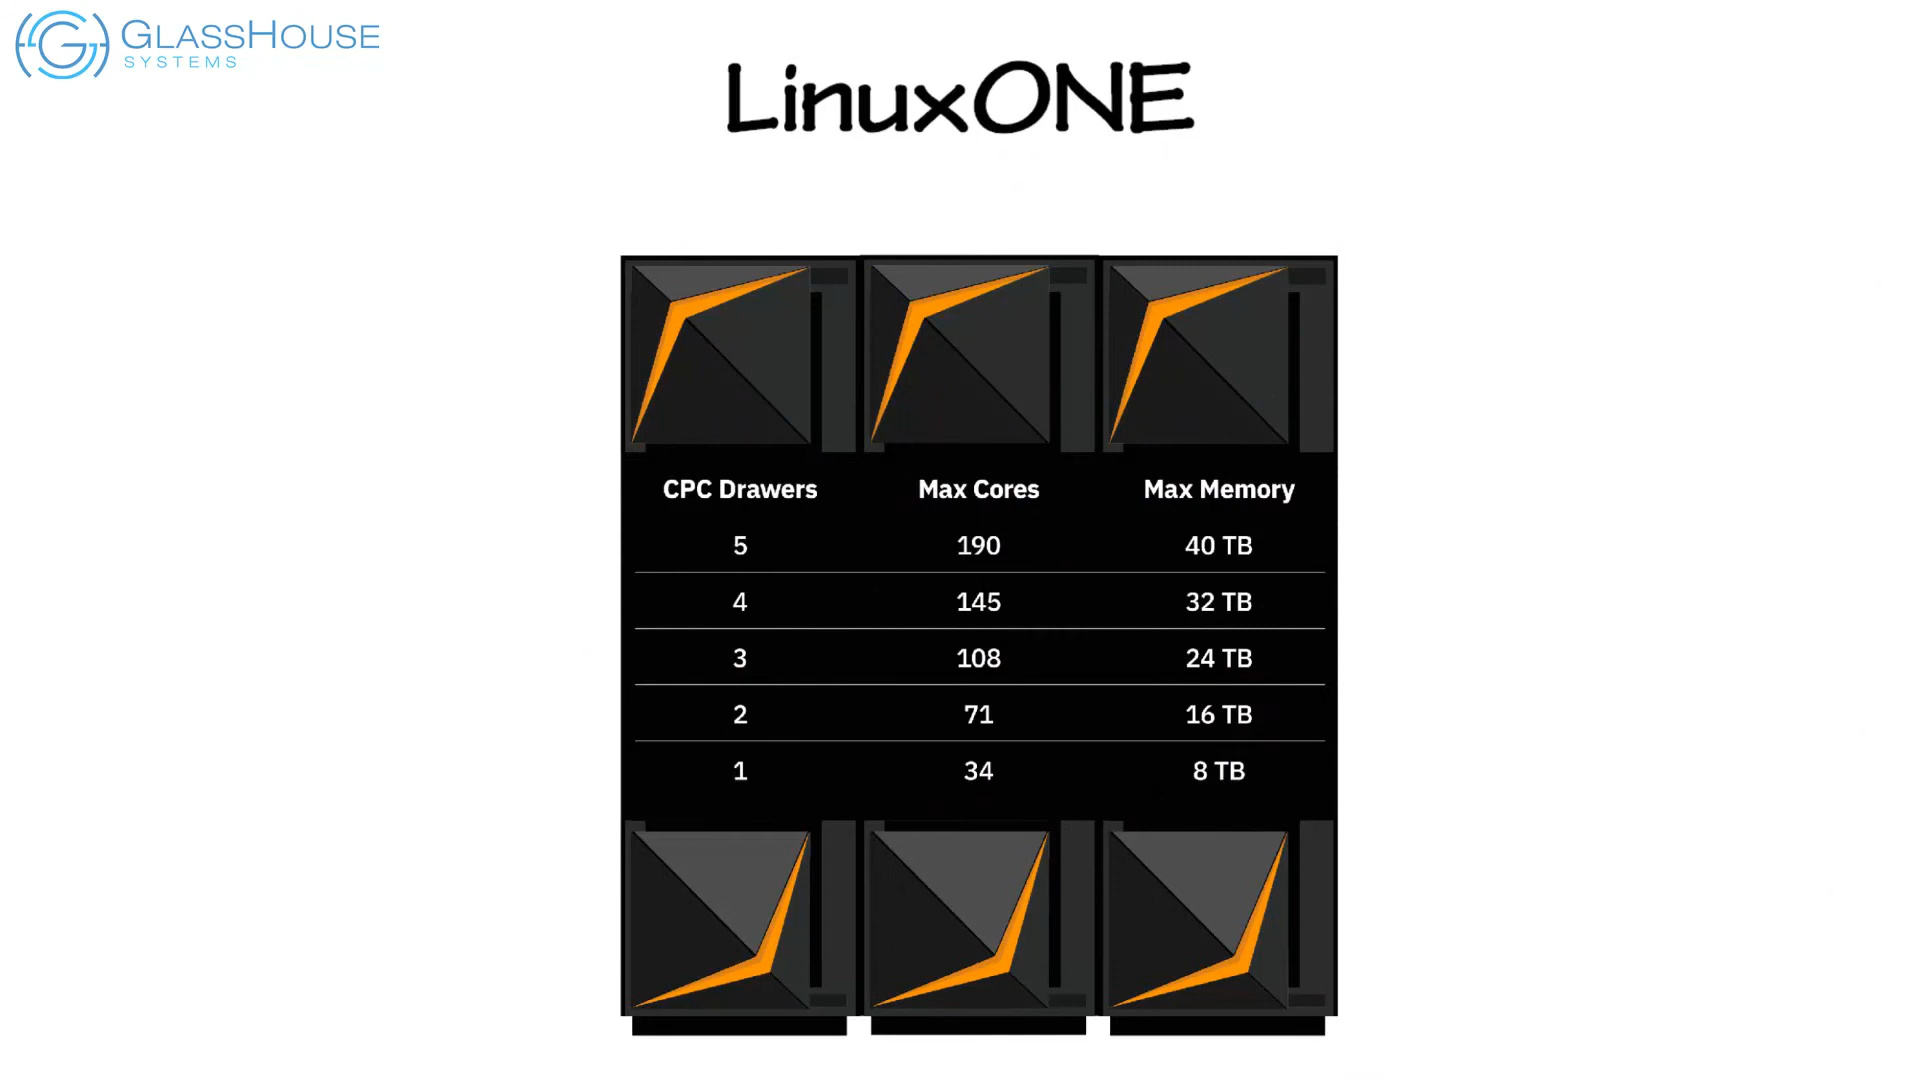 GLASSHOUSE
SYSTEMS
LinuxONE
CPC Drawers Max Cores Max Memory
5 190 40 TB
4 145 32 TB
3 108 24 TB
2 71 16 TB
1 34 8 TB